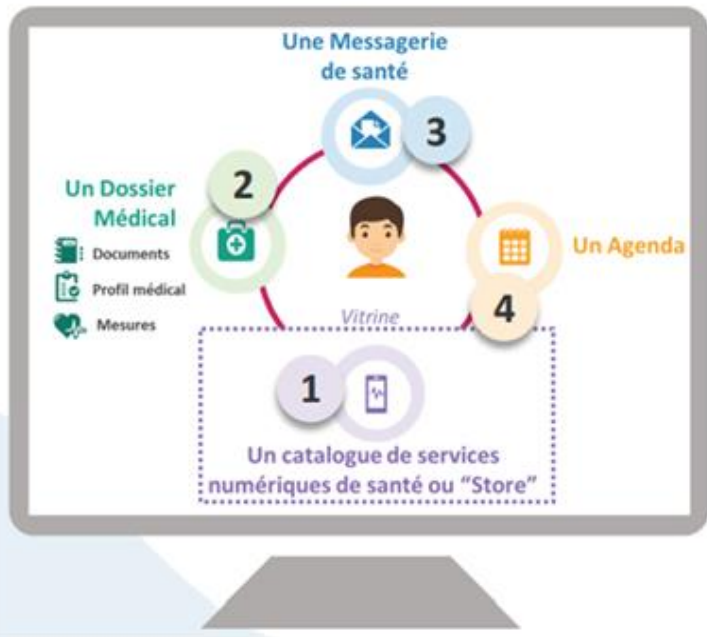 Une Messagerie
de santé
3
2
Un Dossier
Médical
Documents
Profil médical
Mesures
Un Agenda
4
Vitrine
1
Un catalogue de services
numériques de santé ou “Store”